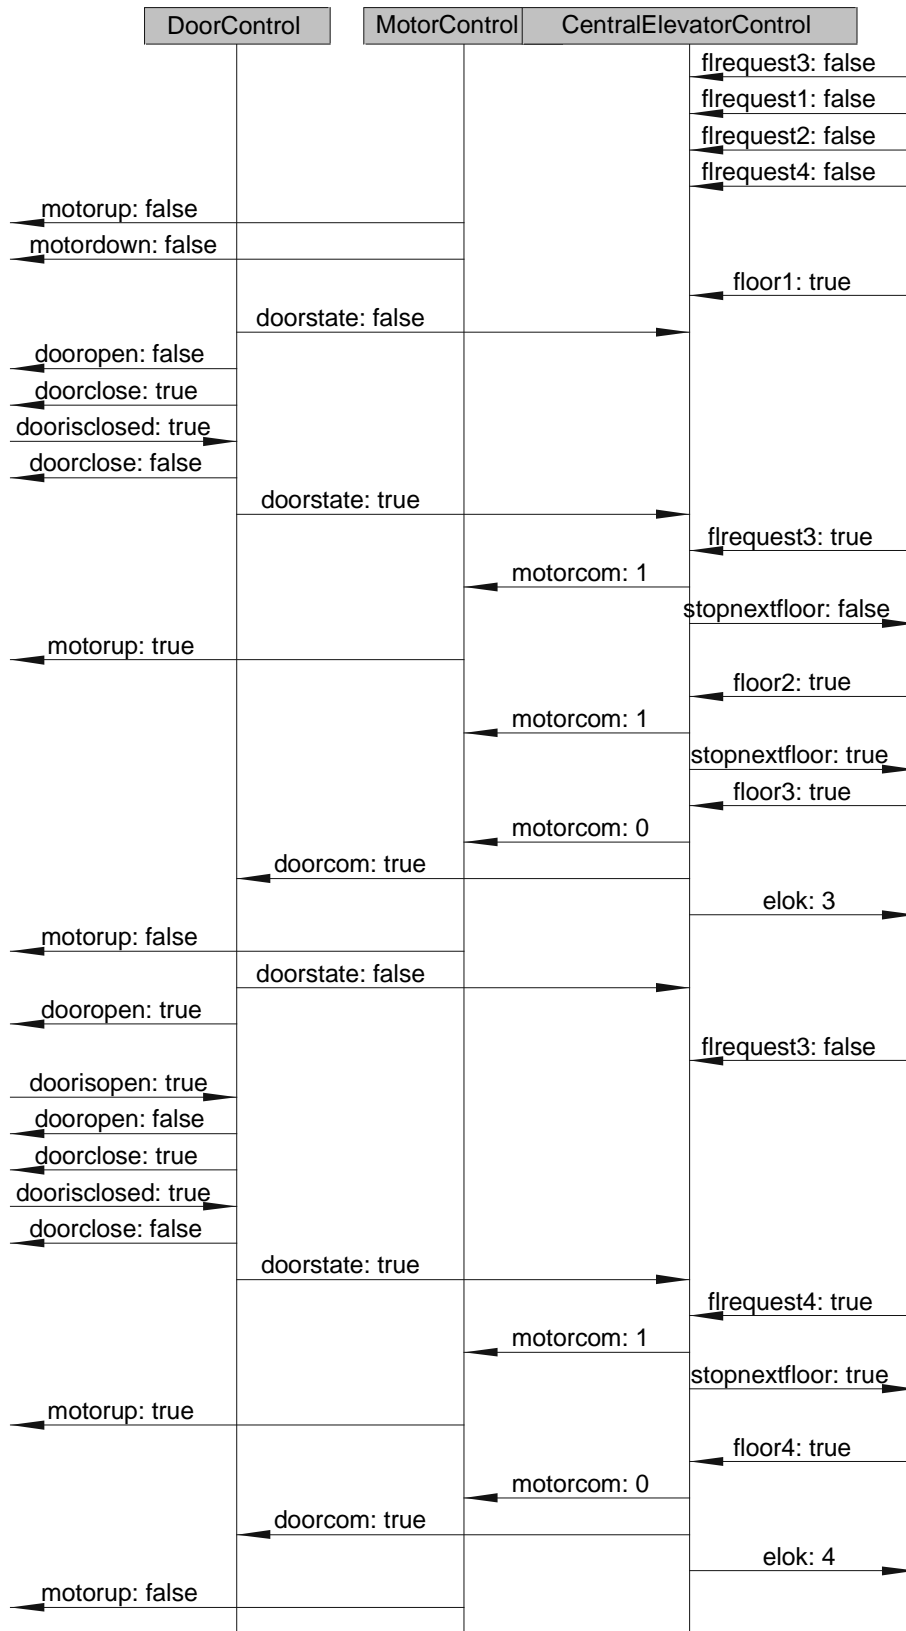 DoorControl
MotorControl
CentralElevatorControl
flrequest3: false
flrequest1: false
flrequest2: false
flrequest4: false
motorup: false
motordown: false
floor1: true
doorstate: false
dooropen: false
doorclose: true
doorisclosed: true
doorclose: false
doorstate: true
flrequest3: true
motorcom: 1
stopnextfloor: false
motorup: true
floor2: true
motorcom: 1
stopnextfloor: true
floor3: true
motorcom: 0
doorcom: true
elok: 3
motorup: false
doorstate: false
dooropen: true
flrequest3: false
doorisopen: true
dooropen: false
doorclose: true
doorisclosed: true
doorclose: false
doorstate: true
flrequest4: true
motorcom: 1
stopnextfloor: true
motorup: true
floor4: true
motorcom: 0
doorcom: true
elok: 4
motorup: false